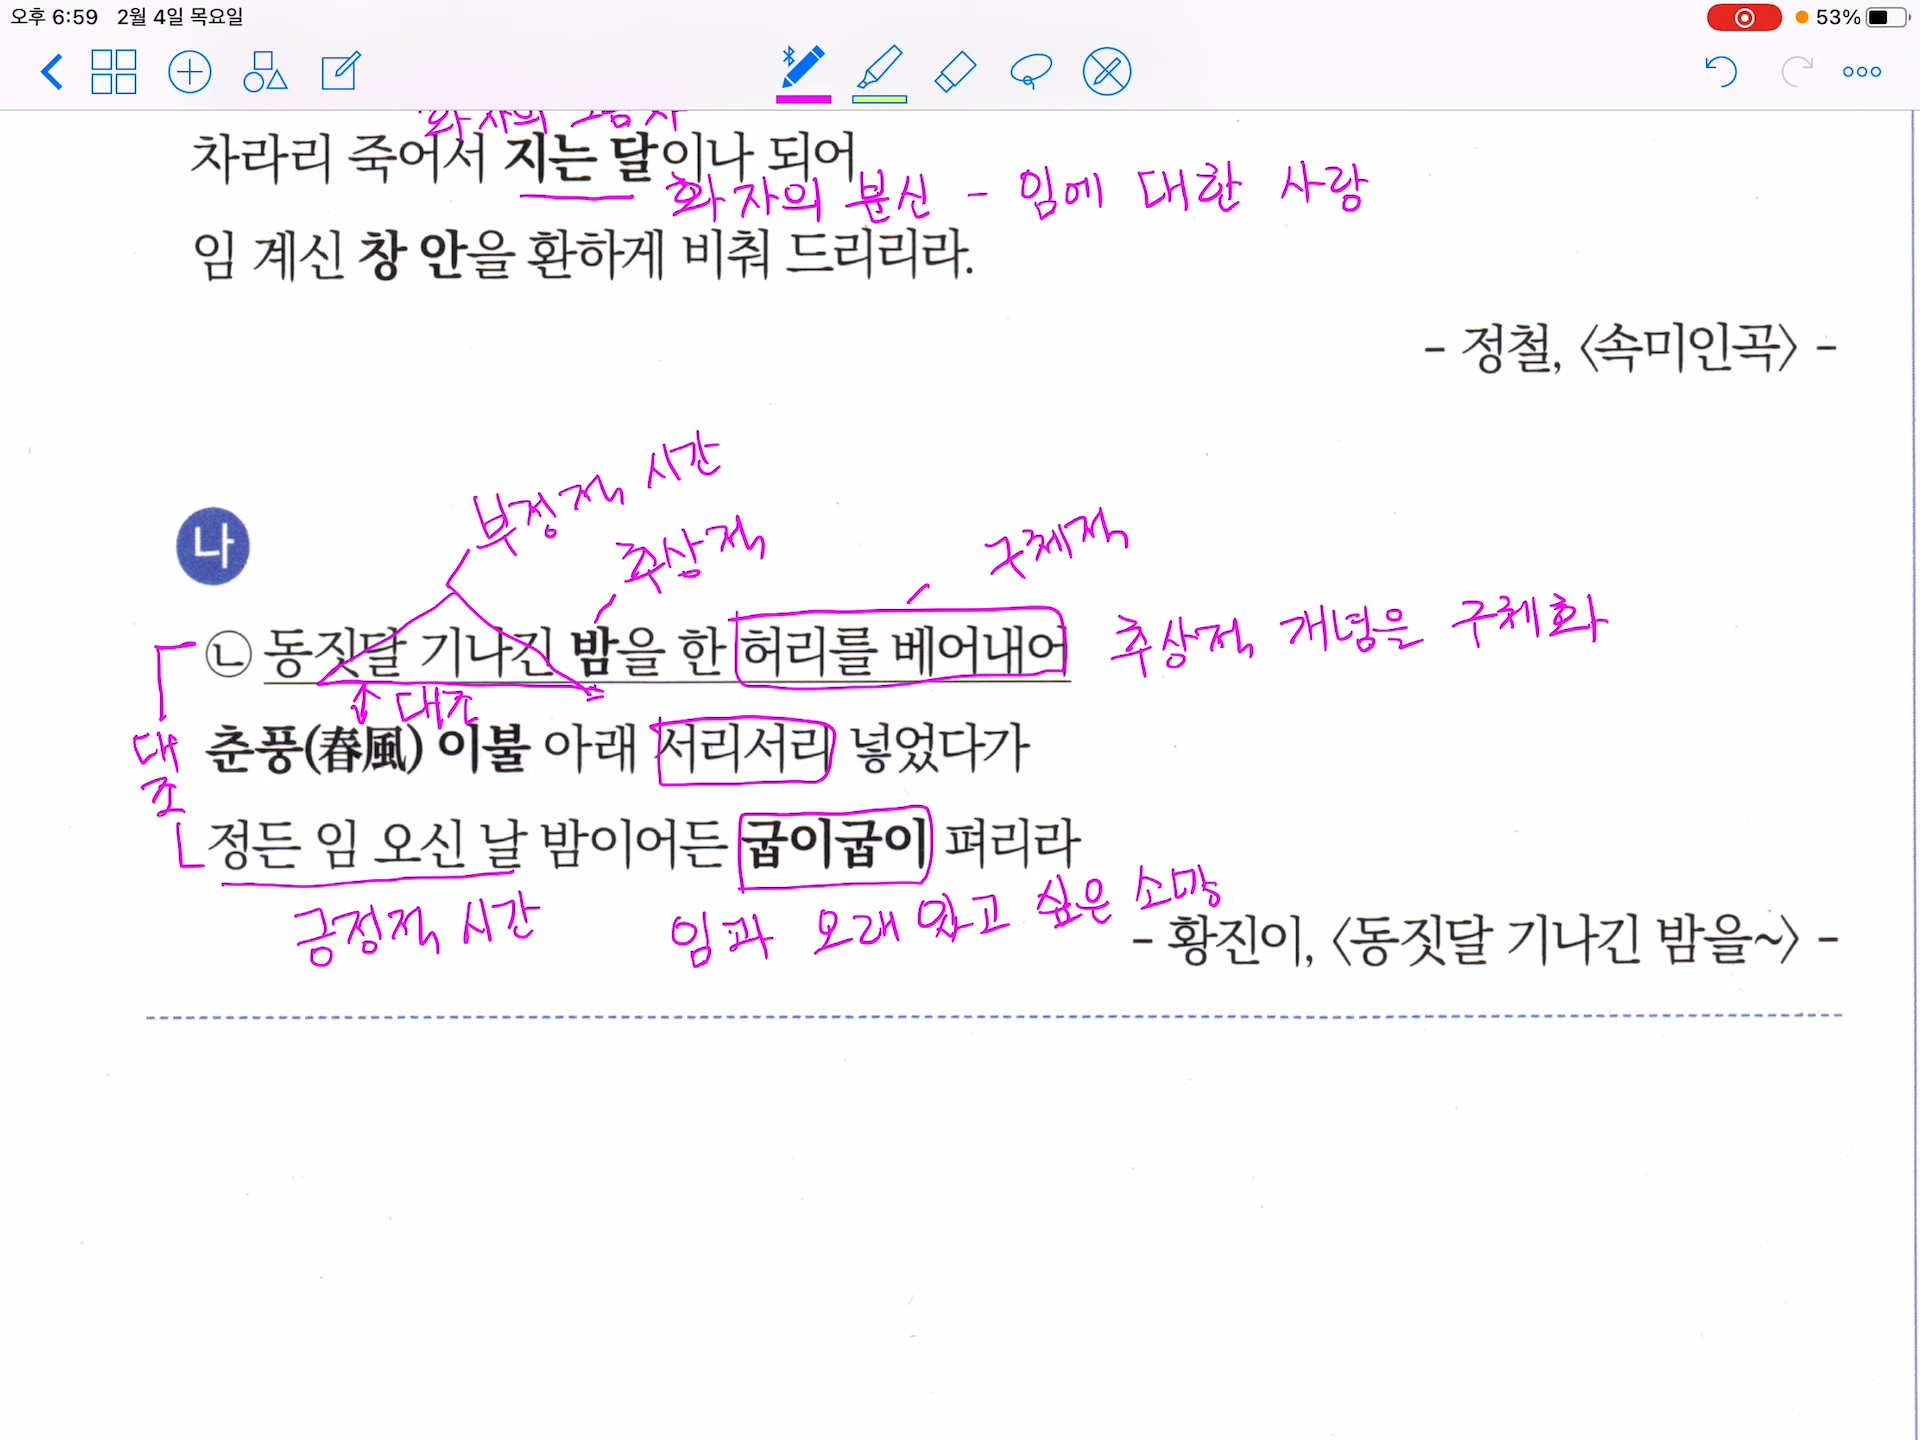 오후 6:59 2월 4일 목요일
53%
화자의
차라리 죽어서 지는 달이나 되어
화자의 분신 - 임에 대한 사랑
임 계신 창 안을 환하게 비춰 드리리라.
- 정철, 〈속미인곡〉 -
부정적 시간
나
추상적
구체적
㉡ 동짓달 기나긴 밤을 한 허리를 베어내어
추상적 개념을 구체화
대조
대조
춘풍(春風) 이불 아래 서리서리 넣었다가
정든 임 오신 날 밤이어든 굽이굽이 펴리라
긍정적 시간
임과 오래 있고 싶은 소망
- 황진이, 〈동짓달 기나긴 밤을~〉 -